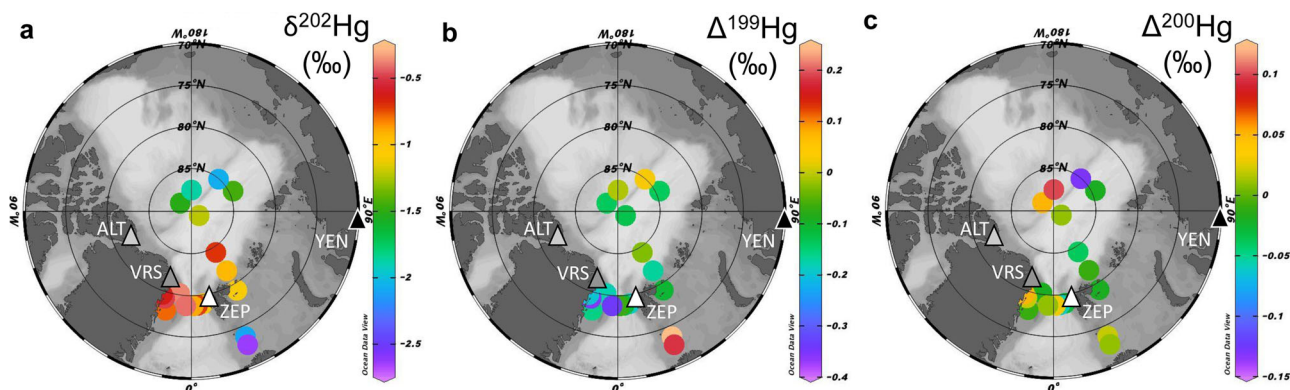 a
δ²⁰²Hg
(‰)
180°
W
70°N
75°N
80°N
85°N
90°W
90°E
ALT
VRS
ZEP
YEN
0°
Ocean Data View
-0.5
-1
-1.5
-2
-2.5
b
Δ¹⁹⁹Hg
(‰)
180°
W
70°N
75°N
80°N
85°N
90°W
90°E
ALT
VRS
ZEP
YEN
0°
Ocean Data View
0.2
0.1
0
-0.1
-0.2
-0.3
-0.4
c
Δ²⁰⁰Hg
(‰)
180°
W
70°N
75°N
80°N
85°N
90°W
90°E
ALT
VRS
ZEP
YEN
0°
Ocean Data View
0.1
0.05
0
-0.05
-0.1
-0.15